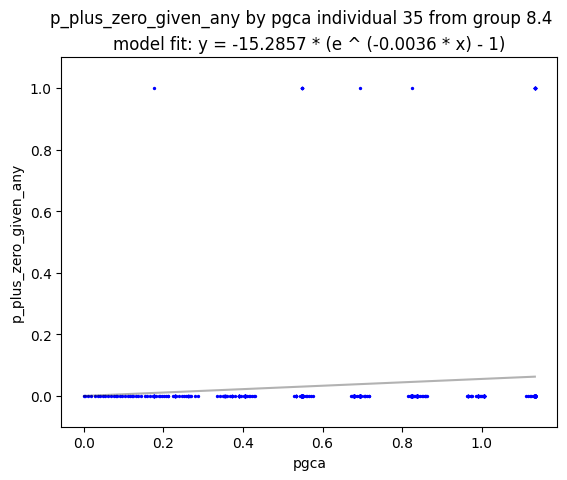 p_plus_zero_given_any by pgca individual 35 from group 8.4
model fit: y = -15.2857 * (e ^ (-0.0036 * x) - 1)
1.0
0.8
0.6
0.4
0.2
0.0
p_plus_zero_given_any
0.0 0.2 0.4 0.6 0.8 1.0
pgca